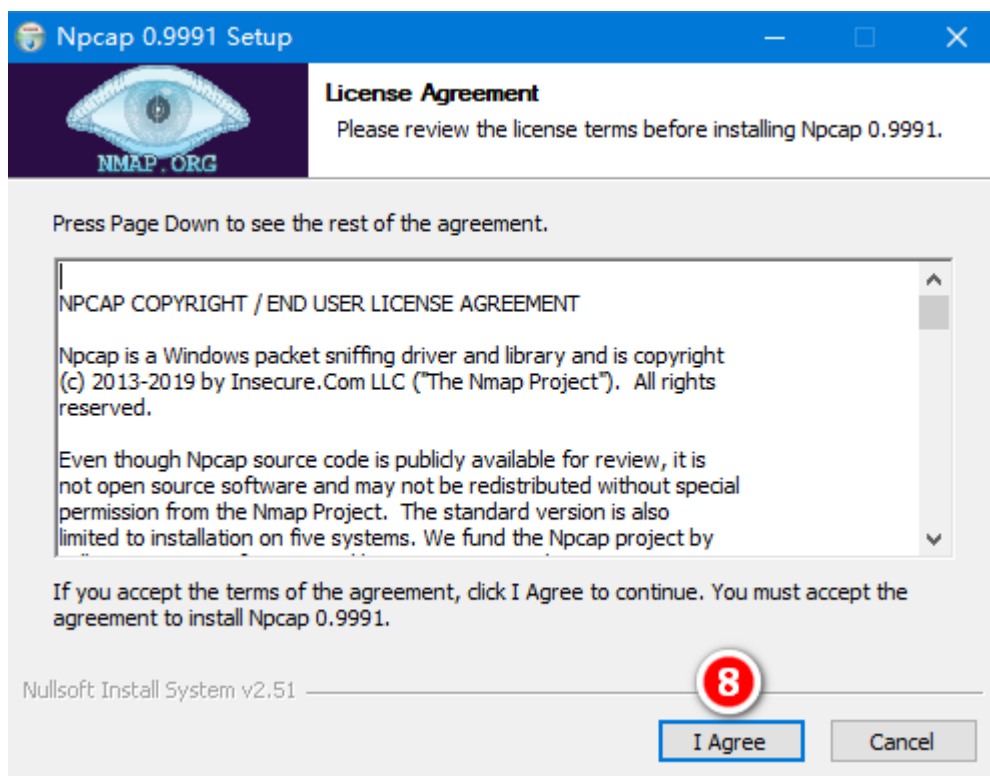 Npcap 0.9991 Setup
NMAP.ORG
License Agreement
Please review the license terms before installing Npcap 0.9991.
Press Page Down to see the rest of the agreement.
NPCAP COPYRIGHT / END USER LICENSE AGREEMENT
Npcap is a Windows packet sniffing driver and library and is copyright
(c) 2013-2019 by Insecure.Com LLC ("The Nmap Project").  All rights
reserved.
Even though Npcap source code is publicly available for review, it is
not open source software and may not be redistributed without special
permission from the Nmap Project.  The standard version is also
limited to installation on five systems. We fund the Npcap project by
If you accept the terms of the agreement, click I Agree to continue. You must accept the
agreement to install Npcap 0.9991.
Nullsoft Install System v2.51
8
I Agree
Cancel